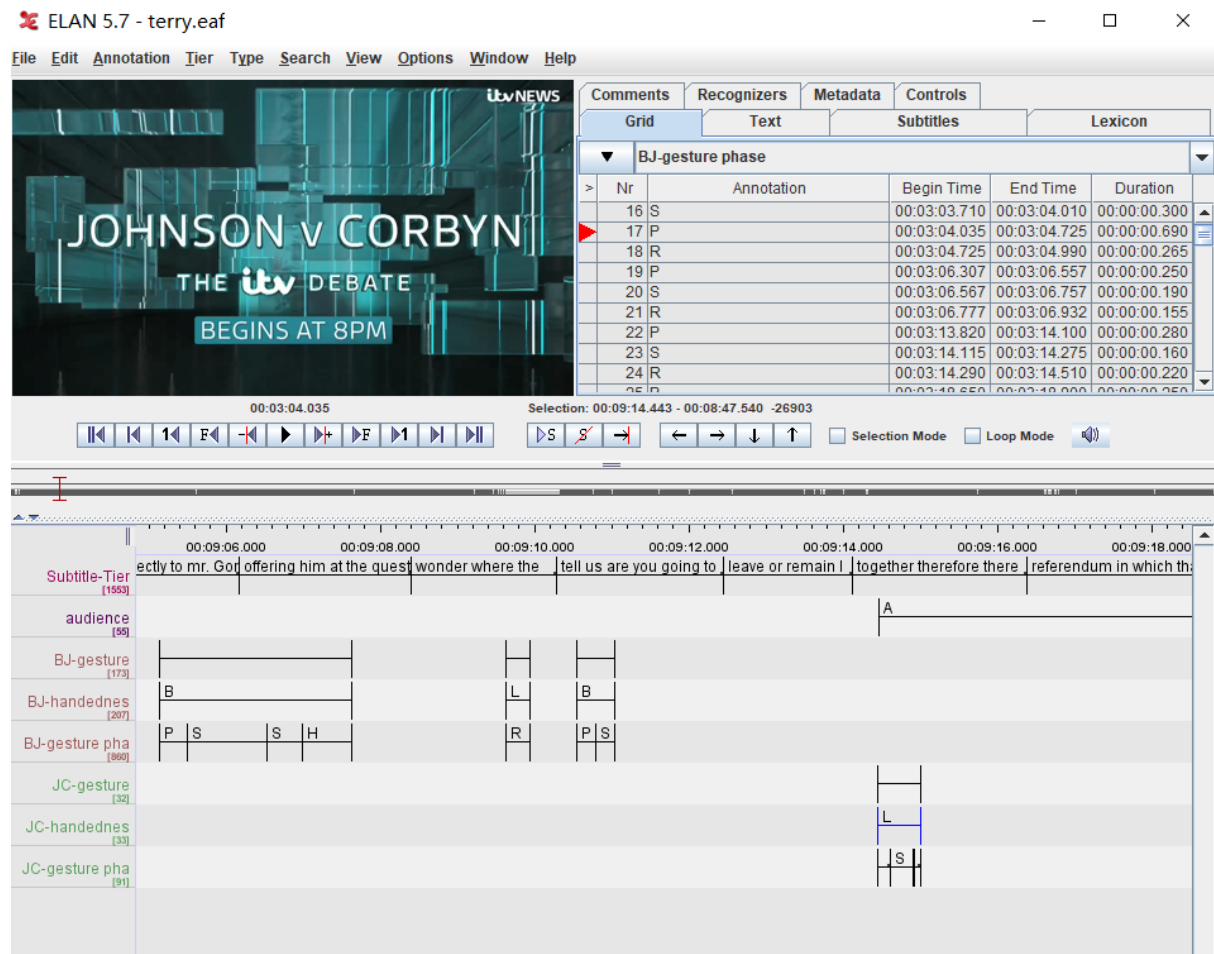 ELAN 5.7 - terry.eaf
File Edit Annotation Tier Type Search View Options Window Help
itv NEWS
JOHNSON v CORBYN
THE itv DEBATE
BEGINS AT 8PM
Comments Recognizers Metadata Controls
Grid Text Subtitles Lexicon
BJ-gesture phase
> Nr Annotation Begin Time End Time Duration
16 S 00:03:03.710 00:03:04.010 00:00:00.300
17 P 00:03:04.035 00:03:04.725 00:00:00.690
18 R 00:03:04.725 00:03:04.990 00:00:00.265
19 P 00:03:06.307 00:03:06.557 00:00:00.250
20 S 00:03:06.567 00:03:06.757 00:00:00.190
21 R 00:03:06.777 00:03:06.932 00:00:00.155
22 P 00:03:13.820 00:03:14.100 00:00:00.280
23 S 00:03:14.115 00:03:14.275 00:00:00.160
24 R 00:03:14.290 00:03:14.510 00:00:00.220
00:03:04.035 Selection: 00:09:14.443 - 00:08:47.540 -26903
1 F + F 1 S S Selection Mode Loop Mode
00:09:06.000 00:09:08.000 00:09:10.000 00:09:12.000 00:09:14.000 00:09:16.000 00:09:18.000
Subtitle-Tier ectly to mr. Gor offering him at the quest wonder where the tell us are you going to leave or remain I together therefore there referendum in which tha
[1553]
audience A
[55]
BJ-gesture
[173]
BJ-handednes B L B
[207]
BJ-gesture pha P S S H R P S
[860]
JC-gesture
[32]
JC-handednes L
[33]
JC-gesture pha . S .
[91]